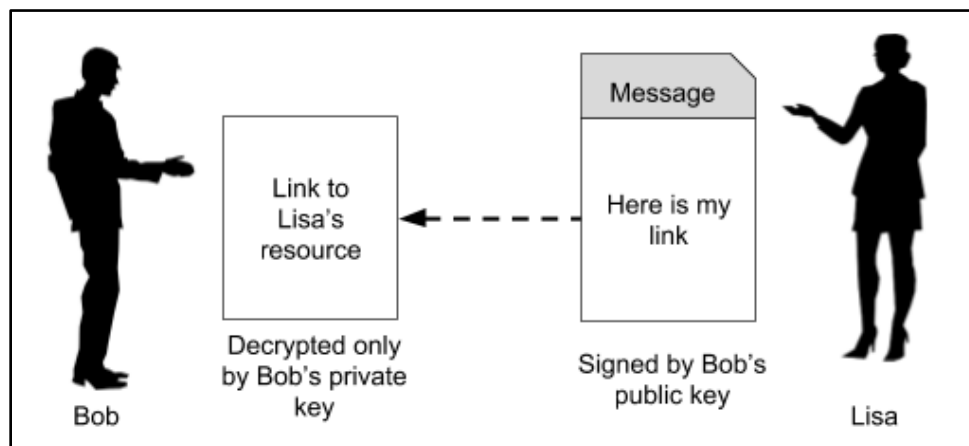 Message
Link to
Lisa's
resource
Here is my
link
Decrypted only
by Bob's private
key
Signed by Bob's
public key
Bob
Lisa